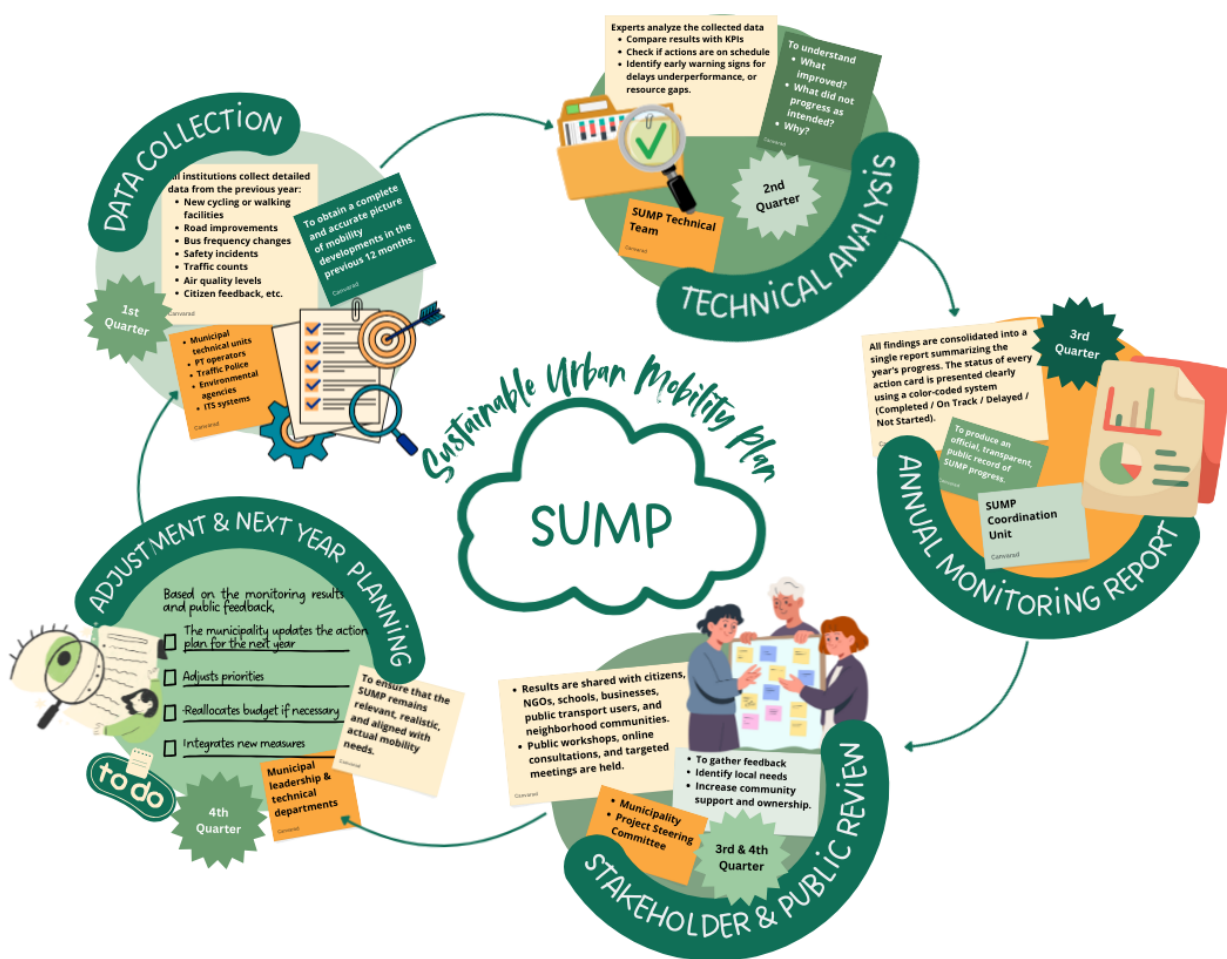 DATA COLLECTION
All institutions collect detailed
data from the previous year:
• New cycling or walking
facilities
• Road improvements
• Bus frequency changes
• Safety incidents
• Traffic counts
• Air quality levels
• Citizen feedback, etc.
Canvarad
To obtain a complete
and accurate picture
of mobility
developments in the
previous 12 months.
Canvarad
1st
Quarter
• Municipal
technical units
• PT operators
• Traffic Police
• Environmental
agencies
• ITS systems
Canvarad
Experts analyze the collected data
• Compare results with KPIs
• Check if actions are on schedule
• Identify early warning signs for
delays underperformance, or
resource gaps.
To understand
• What
improved?
• What did not
progress as
intended?
• Why?
Canvarad
2nd
Quarter
SUMP Technical
Team
Canvarad
TECHNICAL ANALYSIS
All findings are consolidated into a
single report summarizing the
year's progress. The status of every
action card is presented clearly
using a color-coded system
(Completed / On Track / Delayed /
Not Started).
3rd
Quarter
To produce an
official, transparent,
public record of
SUMP progress.
Canvarad
SUMP
Coordination
Unit
Canvarad
ANNUAL MONITORING REPORT
Sustainable Urban Mobility Plan
SUMP
• Results are shared with citizens,
NGOs, schools, businesses,
public transport users, and
neighborhood communities.
• Public workshops, online
consultations, and targeted
meetings are held.
Canvarad
• To gather feedback
• Identify local needs
• Increase community
support and ownership.
• Municipality
• Project Steering
Committee
3rd & 4th
Quarter
STAKEHOLDER & PUBLIC REVIEW
ADJUSTMENT & NEXT YEAR PLANNING
Based on the monitoring results
and public feedback,
The municipality updates the action
plan for the next year
Adjusts priorities
Reallocates budget if necessary
Integrates new measures
To ensure that the
SUMP remains
relevant, realistic,
and aligned with
actual mobility
needs.
Canvarad
Municipal
leadership &
technical
departments
Canvarad
to do
4th
Quarter